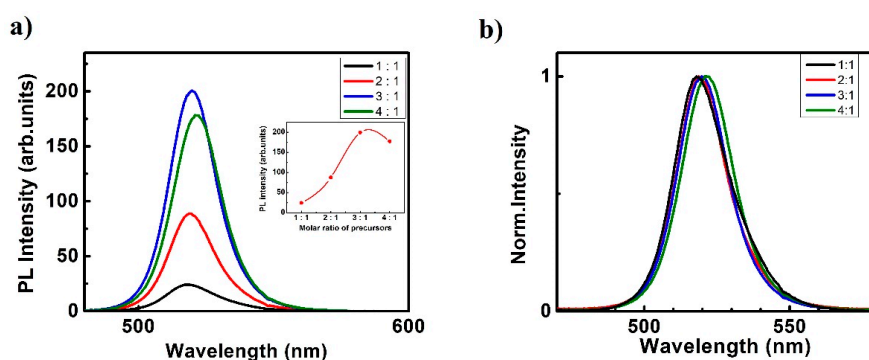 a)
PL Intensity (arb.units)
200
150
100
50
0
500
600
Wavelength (nm)
1 : 1
2 : 1
3 : 1
4 : 1
PL Intensity (arb.units)
200
150
100
50
0
1 : 1 2 : 1 3 : 1 4 : 1
Molar ratio of precursors
b)
Norm.Intensity
1
0
500 550
Wavelength (nm)
1:1
2:1
3:1
4:1